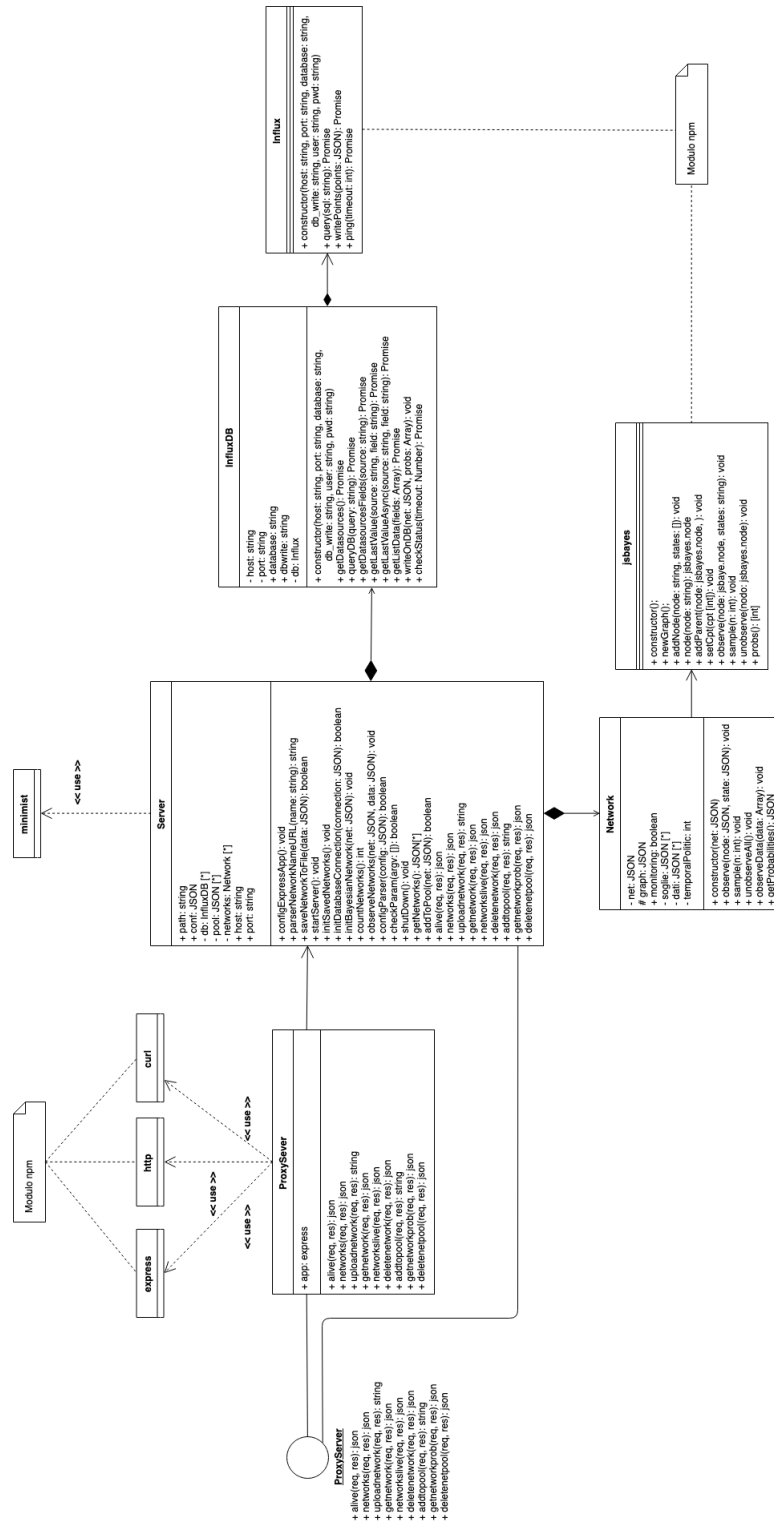 Modulo npm
minimist
express
http
curl
<< use >>
<< use >>
<< use >>
<< use >>
ProxyServer
+ alive(req, res): json
+ networks(req, res): json
+ uploadnetwork(req, res): string
+ getnetwork(req, res): json
+ networkslive(req, res): json
+ deletenetwork(req, res): json
+ addtopool(req, res): string
+ getnetworkprob(req, res): json
+ deletenetpool(req, res): json
ProxySever
+ app: express
+ alive(req, res): json
+ networks(req, res): json
+ uploadnetwork(req, res): string
+ getnetwork(req, res): json
+ networkslive(req, res): json
+ deletenetwork(req, res): json
+ addtopool(req, res): string
+ getnetworkprob(req, res): json
+ deletenetpool(req, res): json
Server
+ path: string
+ conf: JSON
- db: InfluxDB [*]
- pool: JSON [*]
- networks: Network [*]
+ host: string
+ port: string
+ configExpressApp(): void
+ parserNetworkNameURL(name: string): string
+ saveNetworkToFile(data: JSON): boolean
+ startServer(): void
+ initSavedNetworks(): void
+ initDatabaseConnection(connection: JSON): boolean
+ initBayesianNetwork(net: JSON): void
+ countNetworks(): int
+ observeNetworks(net: JSON, data: JSON): void
+ configParser(config: JSON): boolean
+ checkParam(argv: []): boolean
+ shutDown(): void
+ getNetworks(): JSON[*]
+ addToPool(net: JSON): boolean
+ alive(req, res): json
+ networks(req, res): json
+ uploadnetwork(req, res): string
+ getnetwork(req, res): json
+ networkslive(req, res): json
+ deletenetwork(req, res): json
+ addtopool(req, res): string
+ getnetworkprob(req, res): json
+ deletenetpool(req, res): json
InfluxDB
- host: string
- port: string
+ database: string
+ dbwrite: string
- db: Influx
+ constructor(host: string, port: string, database: string,
db_write: string, user: string, pwd: string)
+ getDatasources(): Promise
+ queryDB(query: string): Promise
+ getDatasourcesFields(source: string): Promise
+ getLastValue(source: string, field: string): Promise
+ getLastValueAsync(source: string, field: string): Promise
+ getListData(fields: Array): Promise
+ writeOnDB(net: JSON, probs: Array): void
+ checkStatus(timeout: Number): Promise
Influx
+ constructor(host: string, port: string, database: string,
db_write: string, user: string, pwd: string)
+ query(sql: string): Promise
+ writePoints(points: JSON): Promise
+ ping(timeout: int): Promise
Network
- net: JSON
# graph: JSON
+ monitoring: boolean
- soglie: JSON [*]
- dati: JSON [*]
- temporalPolitic: int
+ constructor(net: JSON)
+ observe(node: JSON, state: JSON): void
+ sample(n: int): void
+ unobserveAll(): void
+ observeData(data: Array): void
+ getProbabilities(): JSON
jsbayes
+ constructor();
+ newGraph();
+ addNode(node: string, states: []): void
+ node(node: string): jsbayes.node
+ addParent(node: jsbayes.node, ): void
+ setCpt(cpt [int]): void
+ observe(node: jsbaye.node, states: string): void
+ sample(n: int): void
+ unobserve(nodo: jsbayes.node): void
+ probs(): [int]
Modulo npm